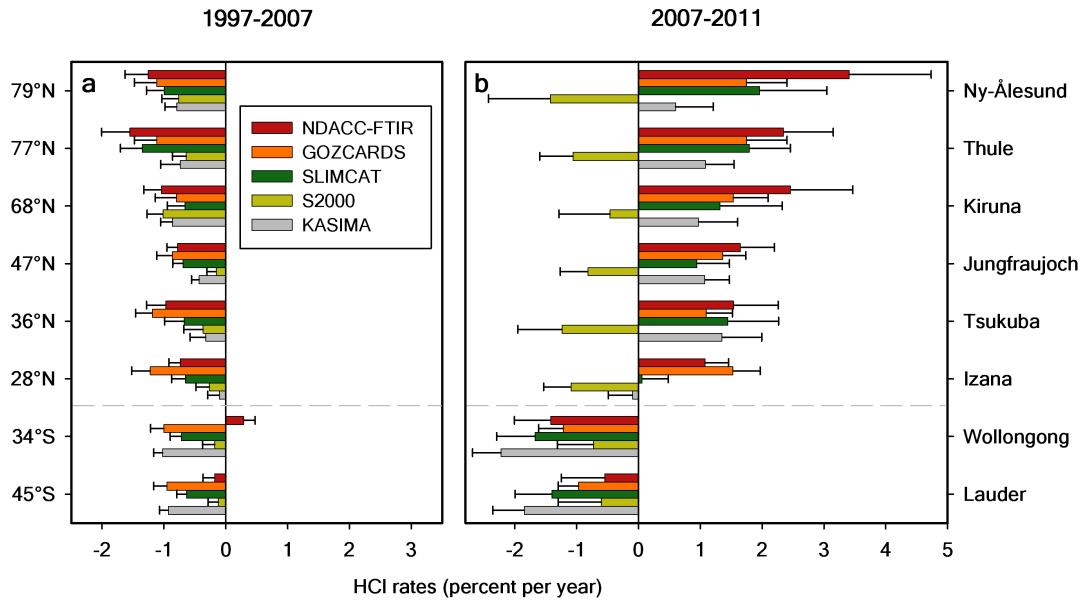 1997-2007 2007-2011
a b
79°N Ny-Ålesund
77°N Thule
68°N Kiruna
47°N Jungfraujoch
36°N Tsukuba
28°N Izana
34°S Wollongong
45°S Lauder
NDACC-FTIR
GOZCARDS
SLIMCAT
S2000
KASIMA
-2 -1 0 1 2 3 -2 -1 0 1 2 3 4 5
HCl rates (percent per year)